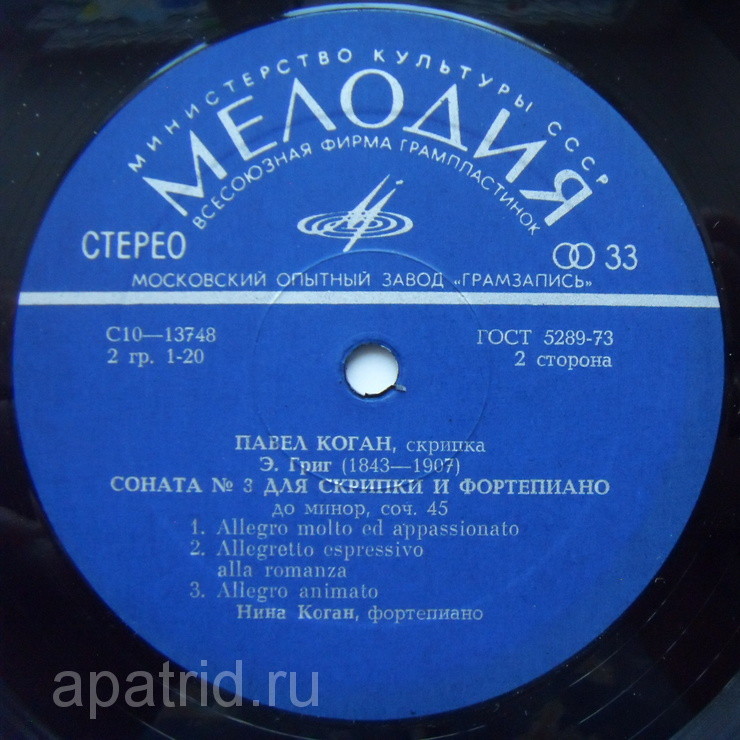 МИНИСТЕРСТВО КУЛЬТУРЫ СССР
МЕЛОДИЯ
ВСЕСОЮЗНАЯ ФИРМА ГРАМПЛАСТИНОК
СТЕРЕО
33
МОСКОВСКИЙ ОПЫТНЫЙ ЗАВОД „ГРАМЗАПИСЬ"
С10—13748
ГОСТ 5289-73
2 гр. 1-20
2 сторона
ПАВЕЛ КОГАН, скрипка
Э. Григ (1843—1907)
СОНАТА № 3 ДЛЯ СКРИПКИ И ФОРТЕПИАНО
до минор, соч. 45
1. Allegro molto ed appassionato
2. Allegretto espressivo
alla romanza
3. Allegro animato
Нина Коган, фортепиано
apatrid.ru